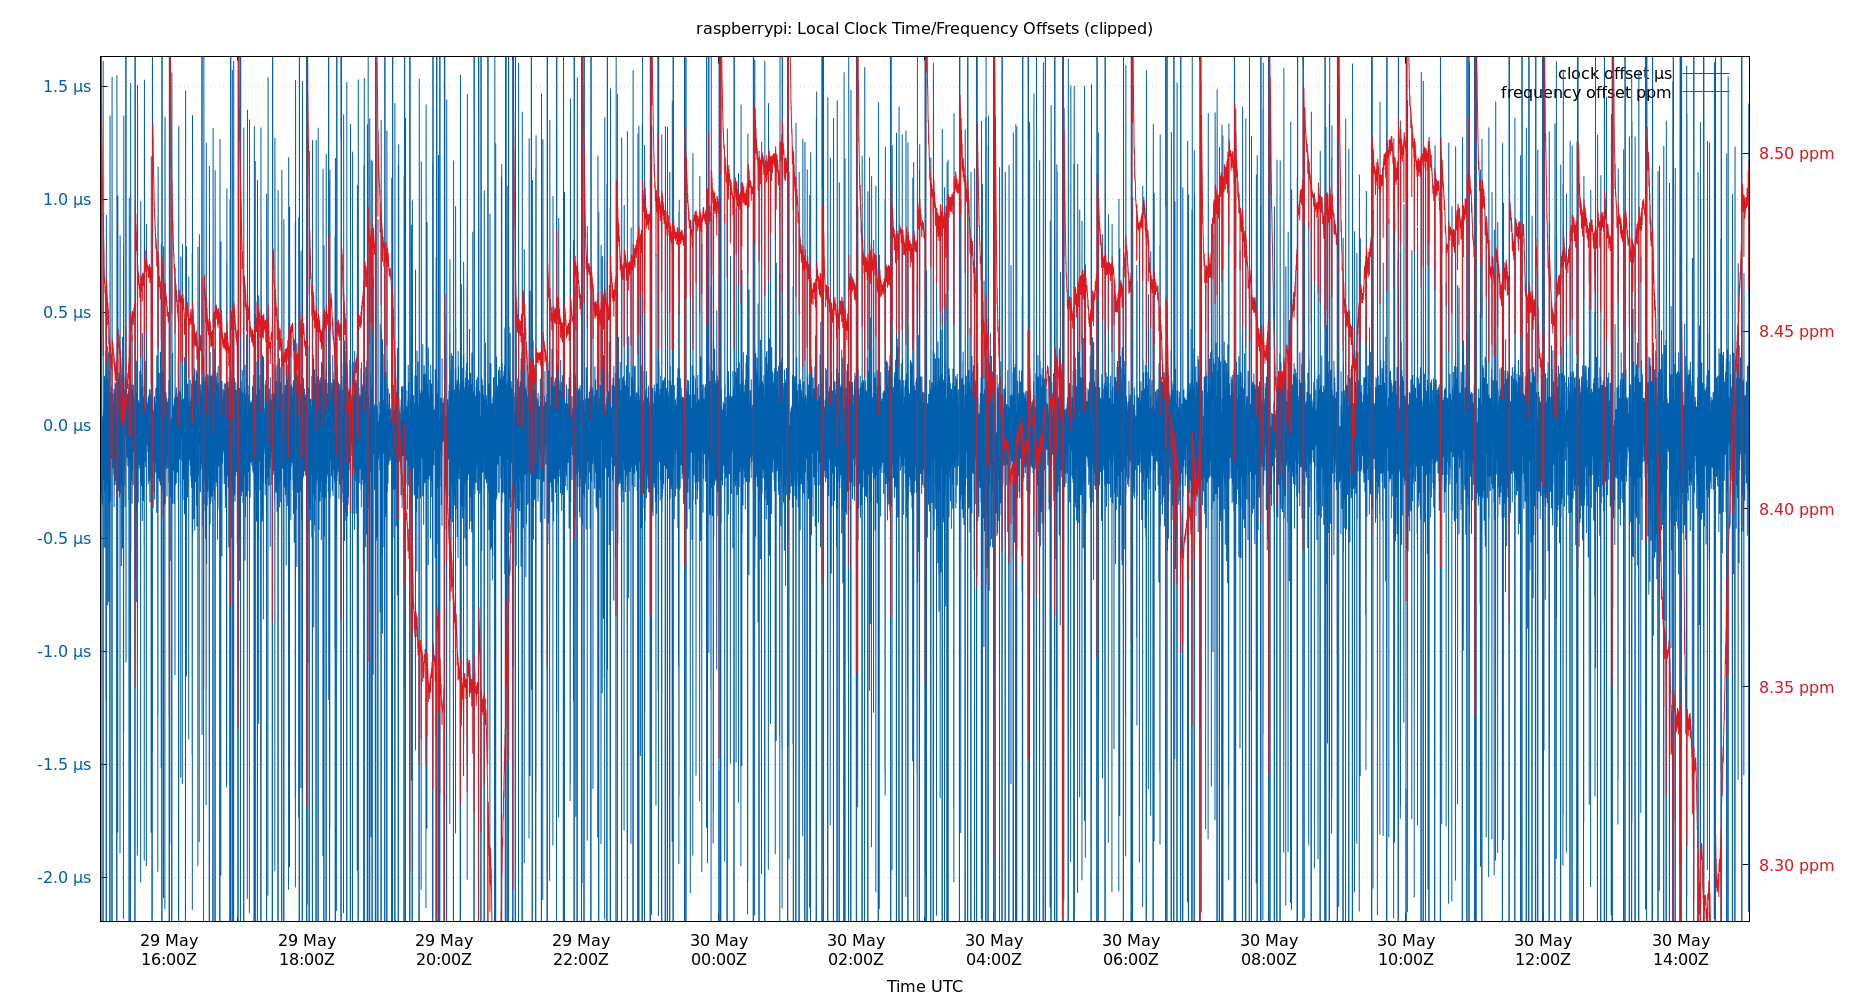 raspberrypi: Local Clock Time/Frequency Offsets (clipped)
clock offset µs
frequency offset ppm
1.5 µs
1.0 µs
0.5 µs
0.0 µs
-0.5 µs
-1.0 µs
-1.5 µs
-2.0 µs
8.50 ppm
8.45 ppm
8.40 ppm
8.35 ppm
8.30 ppm
29 May 29 May 29 May 29 May 30 May 30 May 30 May 30 May 30 May 30 May 30 May 30 May
16:00Z 18:00Z 20:00Z 22:00Z 00:00Z 02:00Z 04:00Z 06:00Z 08:00Z 10:00Z 12:00Z 14:00Z
Time UTC